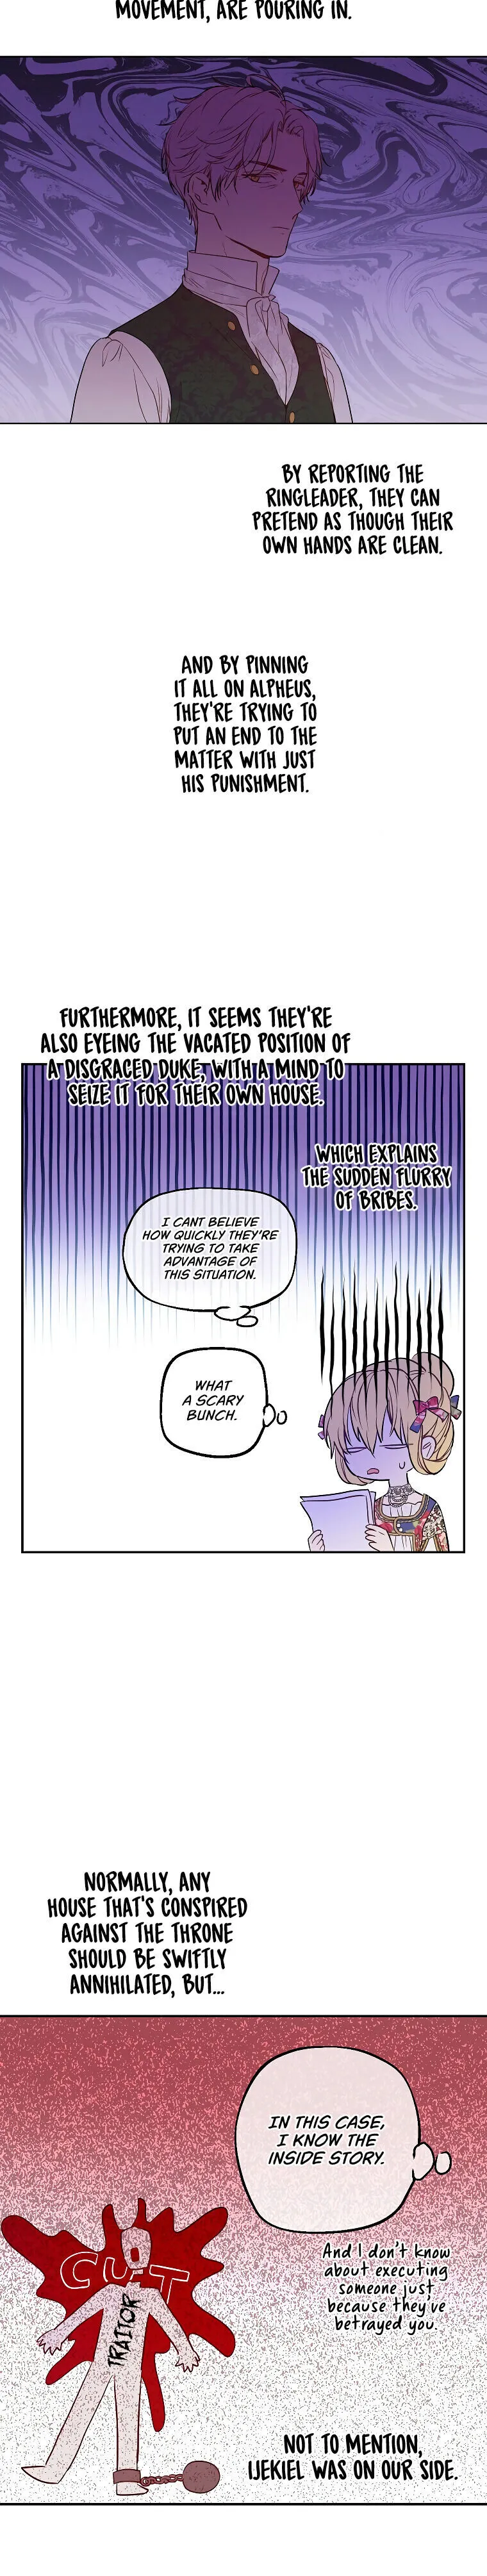 MOVEMENT, ARE POURING IN.
BY REPORTING THE
RINGLEADER, THEY CAN
PRETEND AS THOUGH THEIR
OWN HANDS ARE CLEAN.
AND BY PINNING
IT ALL ON ALPHEUS,
THEY'RE TRYING TO
PUT AN END TO THE
MATTER WITH JUST
HIS PUNISHMENT.
FURTHERMORE, IT SEEMS THEY'RE
ALSO EYEING THE VACATED POSITION OF
A DISGRACED DUKE, WITH A MIND TO
SEIZE IT FOR THEIR OWN HOUSE.
WHICH EXPLAINS
THE SUDDEN FLURRY
OF BRIBES.
I CANT BELIEVE
HOW QUICKLY THEY'RE
TRYING TO TAKE
ADVANTAGE OF
THIS SITUATION.
WHAT
A SCARY
BUNCH.
NORMALLY, ANY
HOUSE THAT'S CONSPIRED
AGAINST THE THRONE
SHOULD BE SWIFTLY
ANNIHILATED, BUT...
IN THIS CASE,
I KNOW THE
INSIDE STORY.
And I don't know
about executing
someone just
because they've
betrayed you.
CUT
TRAITOR
NOT TO MENTION,
IJEKIEL WAS ON OUR SIDE.